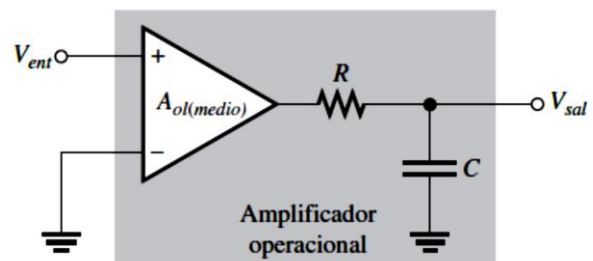 R
V_ent
+
A_ol(medio)
−
V_sal
C
Amplificador
operacional